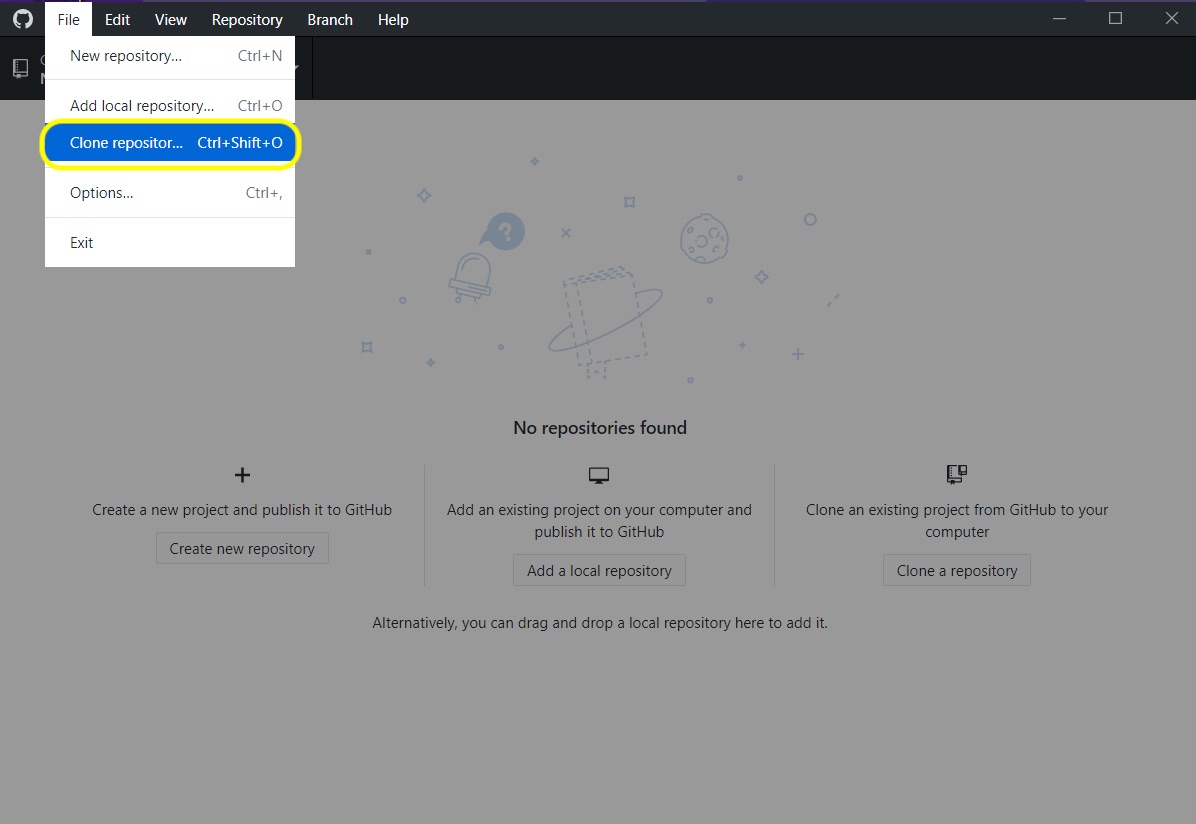 File Edit View Repository Branch Help
New repository... Ctrl+N
Add local repository... Ctrl+O
Clone repositor... Ctrl+Shift+O
Options... Ctrl+,
Exit
?
No repositories found
Create a new project and publish it to GitHub
Create new repository
Add an existing project on your computer and
publish it to GitHub
Add a local repository
Clone an existing project from GitHub to your
computer
Clone a repository
Alternatively, you can drag and drop a local repository here to add it.